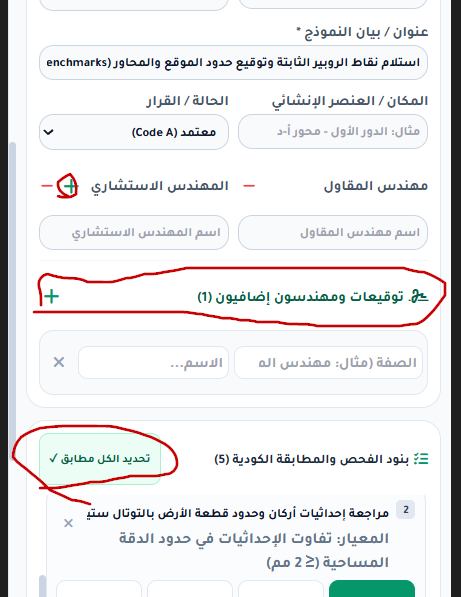 عنوان / بيان النموذج *
استلام نقاط الروبير الثابتة وتوقيع حدود الموقع والمحاور (enchmarks
المكان / العنصر الإنشائي
الحالة / القرار
مثال: الدور الأول - محور أ-د
معتمد (Code A)
مهندس المقاول
المهندس الاستشاري
اسم مهندس المقاول
اسم المهندس الاستشاري
توقيعات ومهندسون إضافيون (1)
الصفة (مثال: مهندس الم
الاسم...
بنود الفحص والمطابقة الكودية (5)
تحديد الكل مطابق ✓
2
مراجعة إحداثيات أركان وحدود قطعة الأرض بالتوتال ستي
المعيار: تفاوت الإحداثيات في حدود الدقة
المساحية (≤ 2 مم)